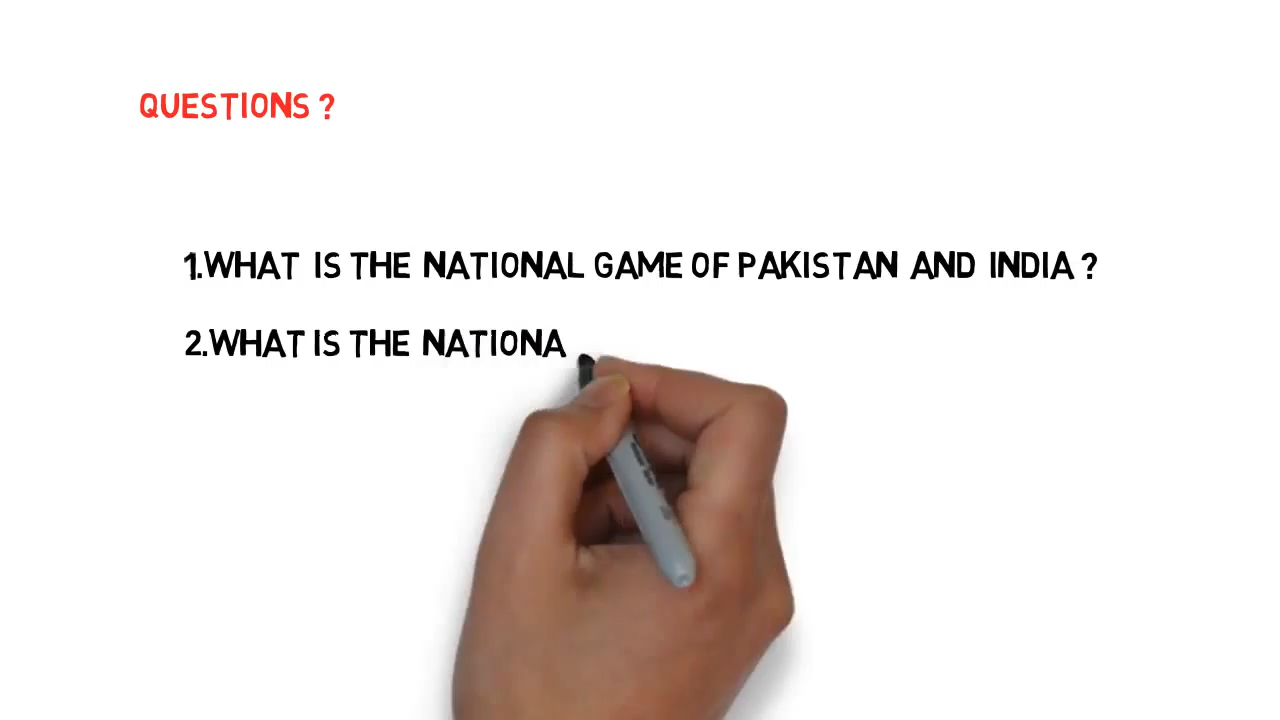 QUESTIONS ?
1.WHAT IS THE NATIONAL GAME OF PAKISTAN AND INDIA ?
2.WHAT IS THE NATIONA